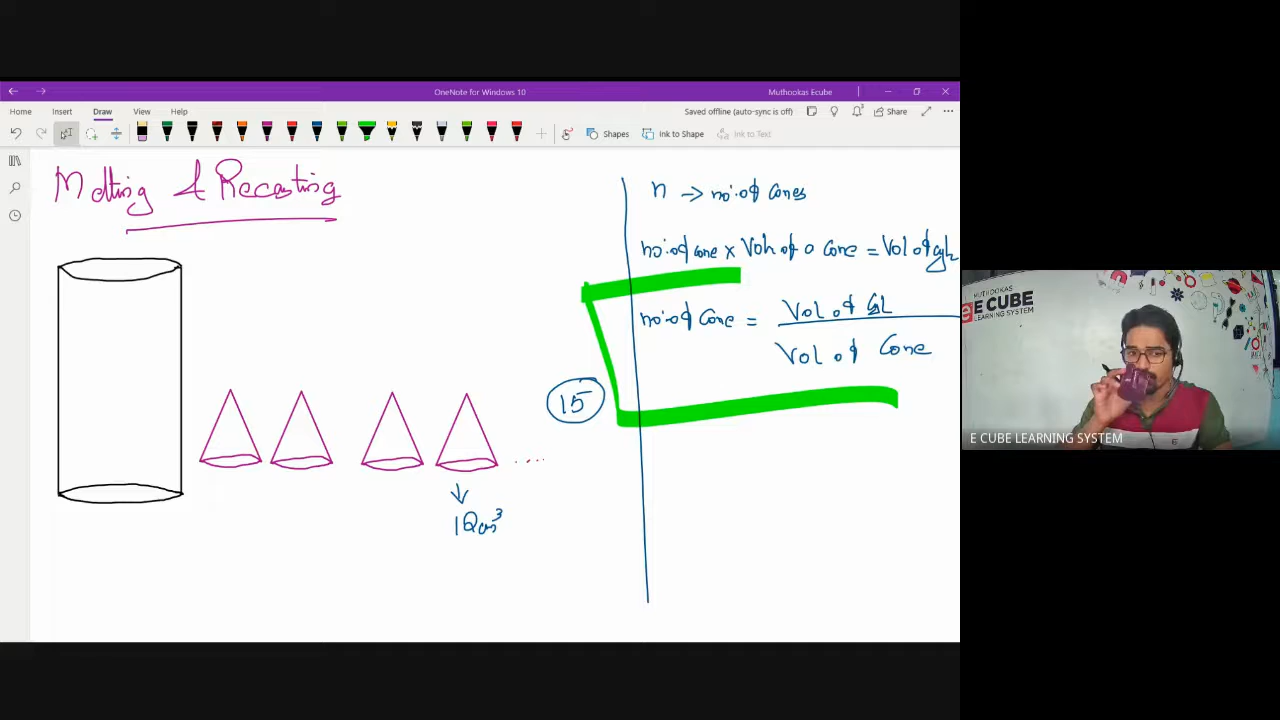 OneNote for Windows 10
Muthookas Ecube
Home Insert Draw View Help
Saved offline (auto-sync is off)
Share
Shapes
Ink to Shape
Ink to Text
Melting & Recasting
n → no. of Cones
no. of cone x Vol of a Cone = Vol of cyl
no. of Cone = Vol of Cyl
Vol of Cone
15
cm³
MUTHOOKAS
E CUBE
LEARNING SYSTEM
E CUBE LEARNING SYSTEM